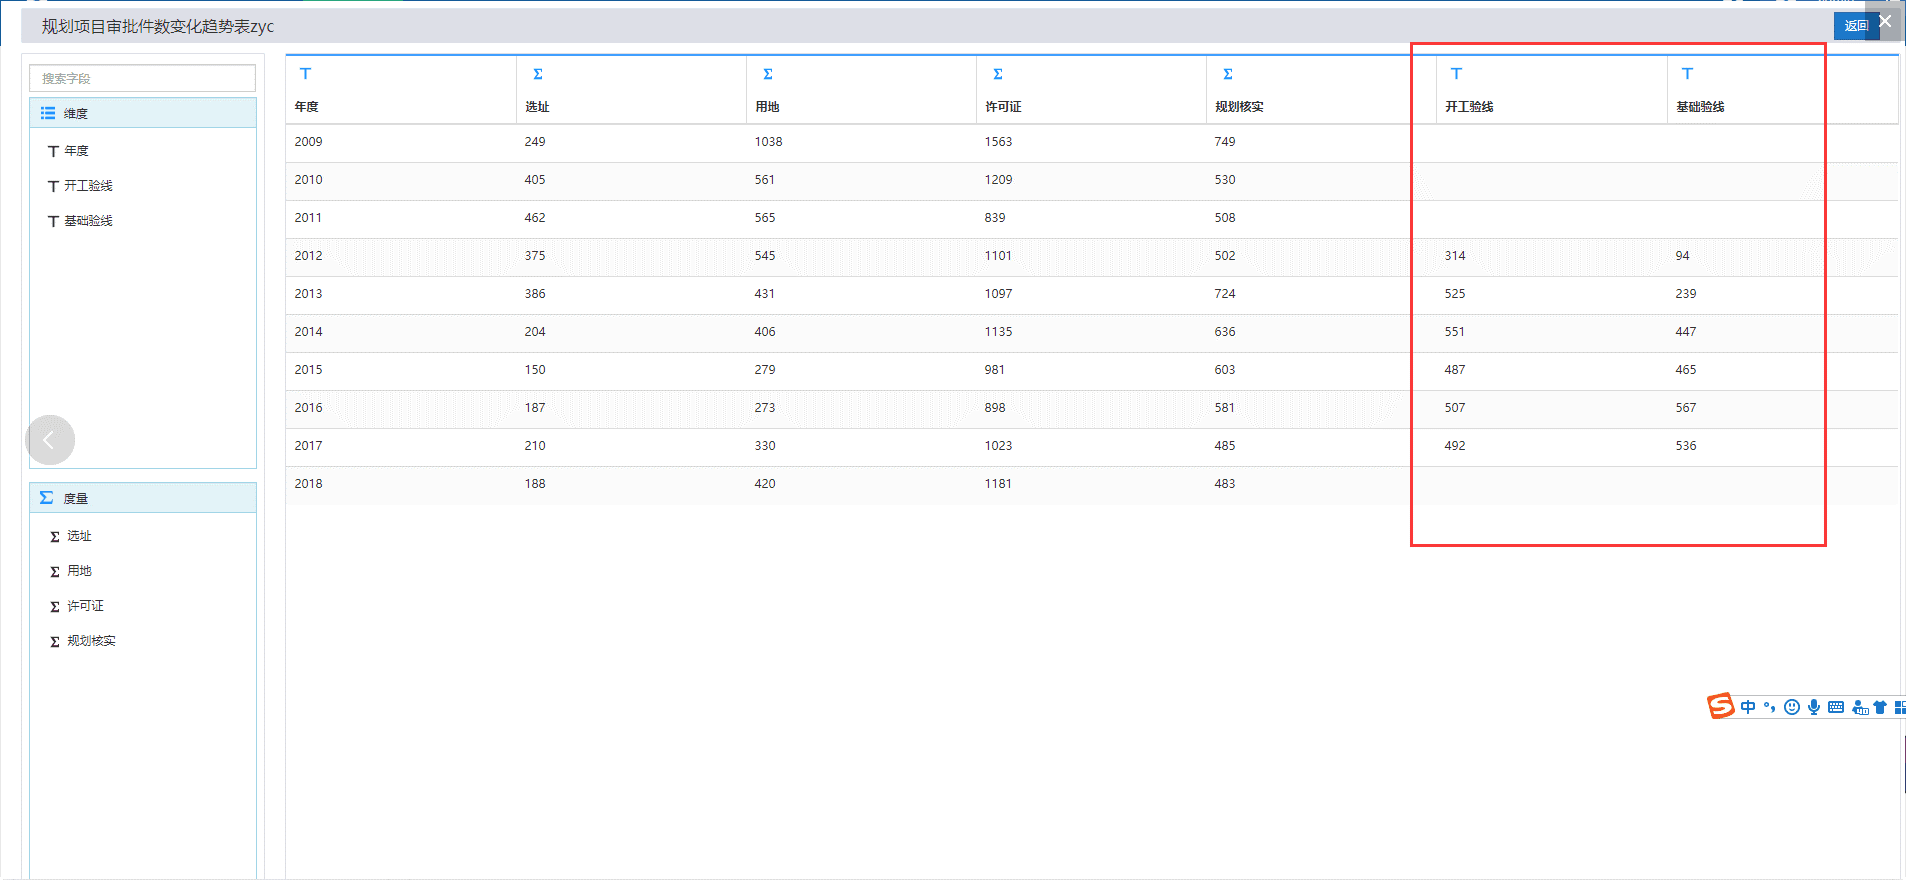 规划项目审批件数变化趋势表zyc
返回
搜索字段
维度
年度
开工验线
基础验线
度量
选址
用地
许可证
规划核实
年度 选址 用地 许可证 规划核实 开工验线 基础验线
2009 249 1038 1563 749
2010 405 561 1209 530
2011 462 565 839 508
2012 375 545 1101 502 314 94
2013 386 431 1097 724 525 239
2014 204 406 1135 636 551 447
2015 150 279 981 603 487 465
2016 187 273 898 581 507 567
2017 210 330 1023 485 492 536
2018 188 420 1181 483
中